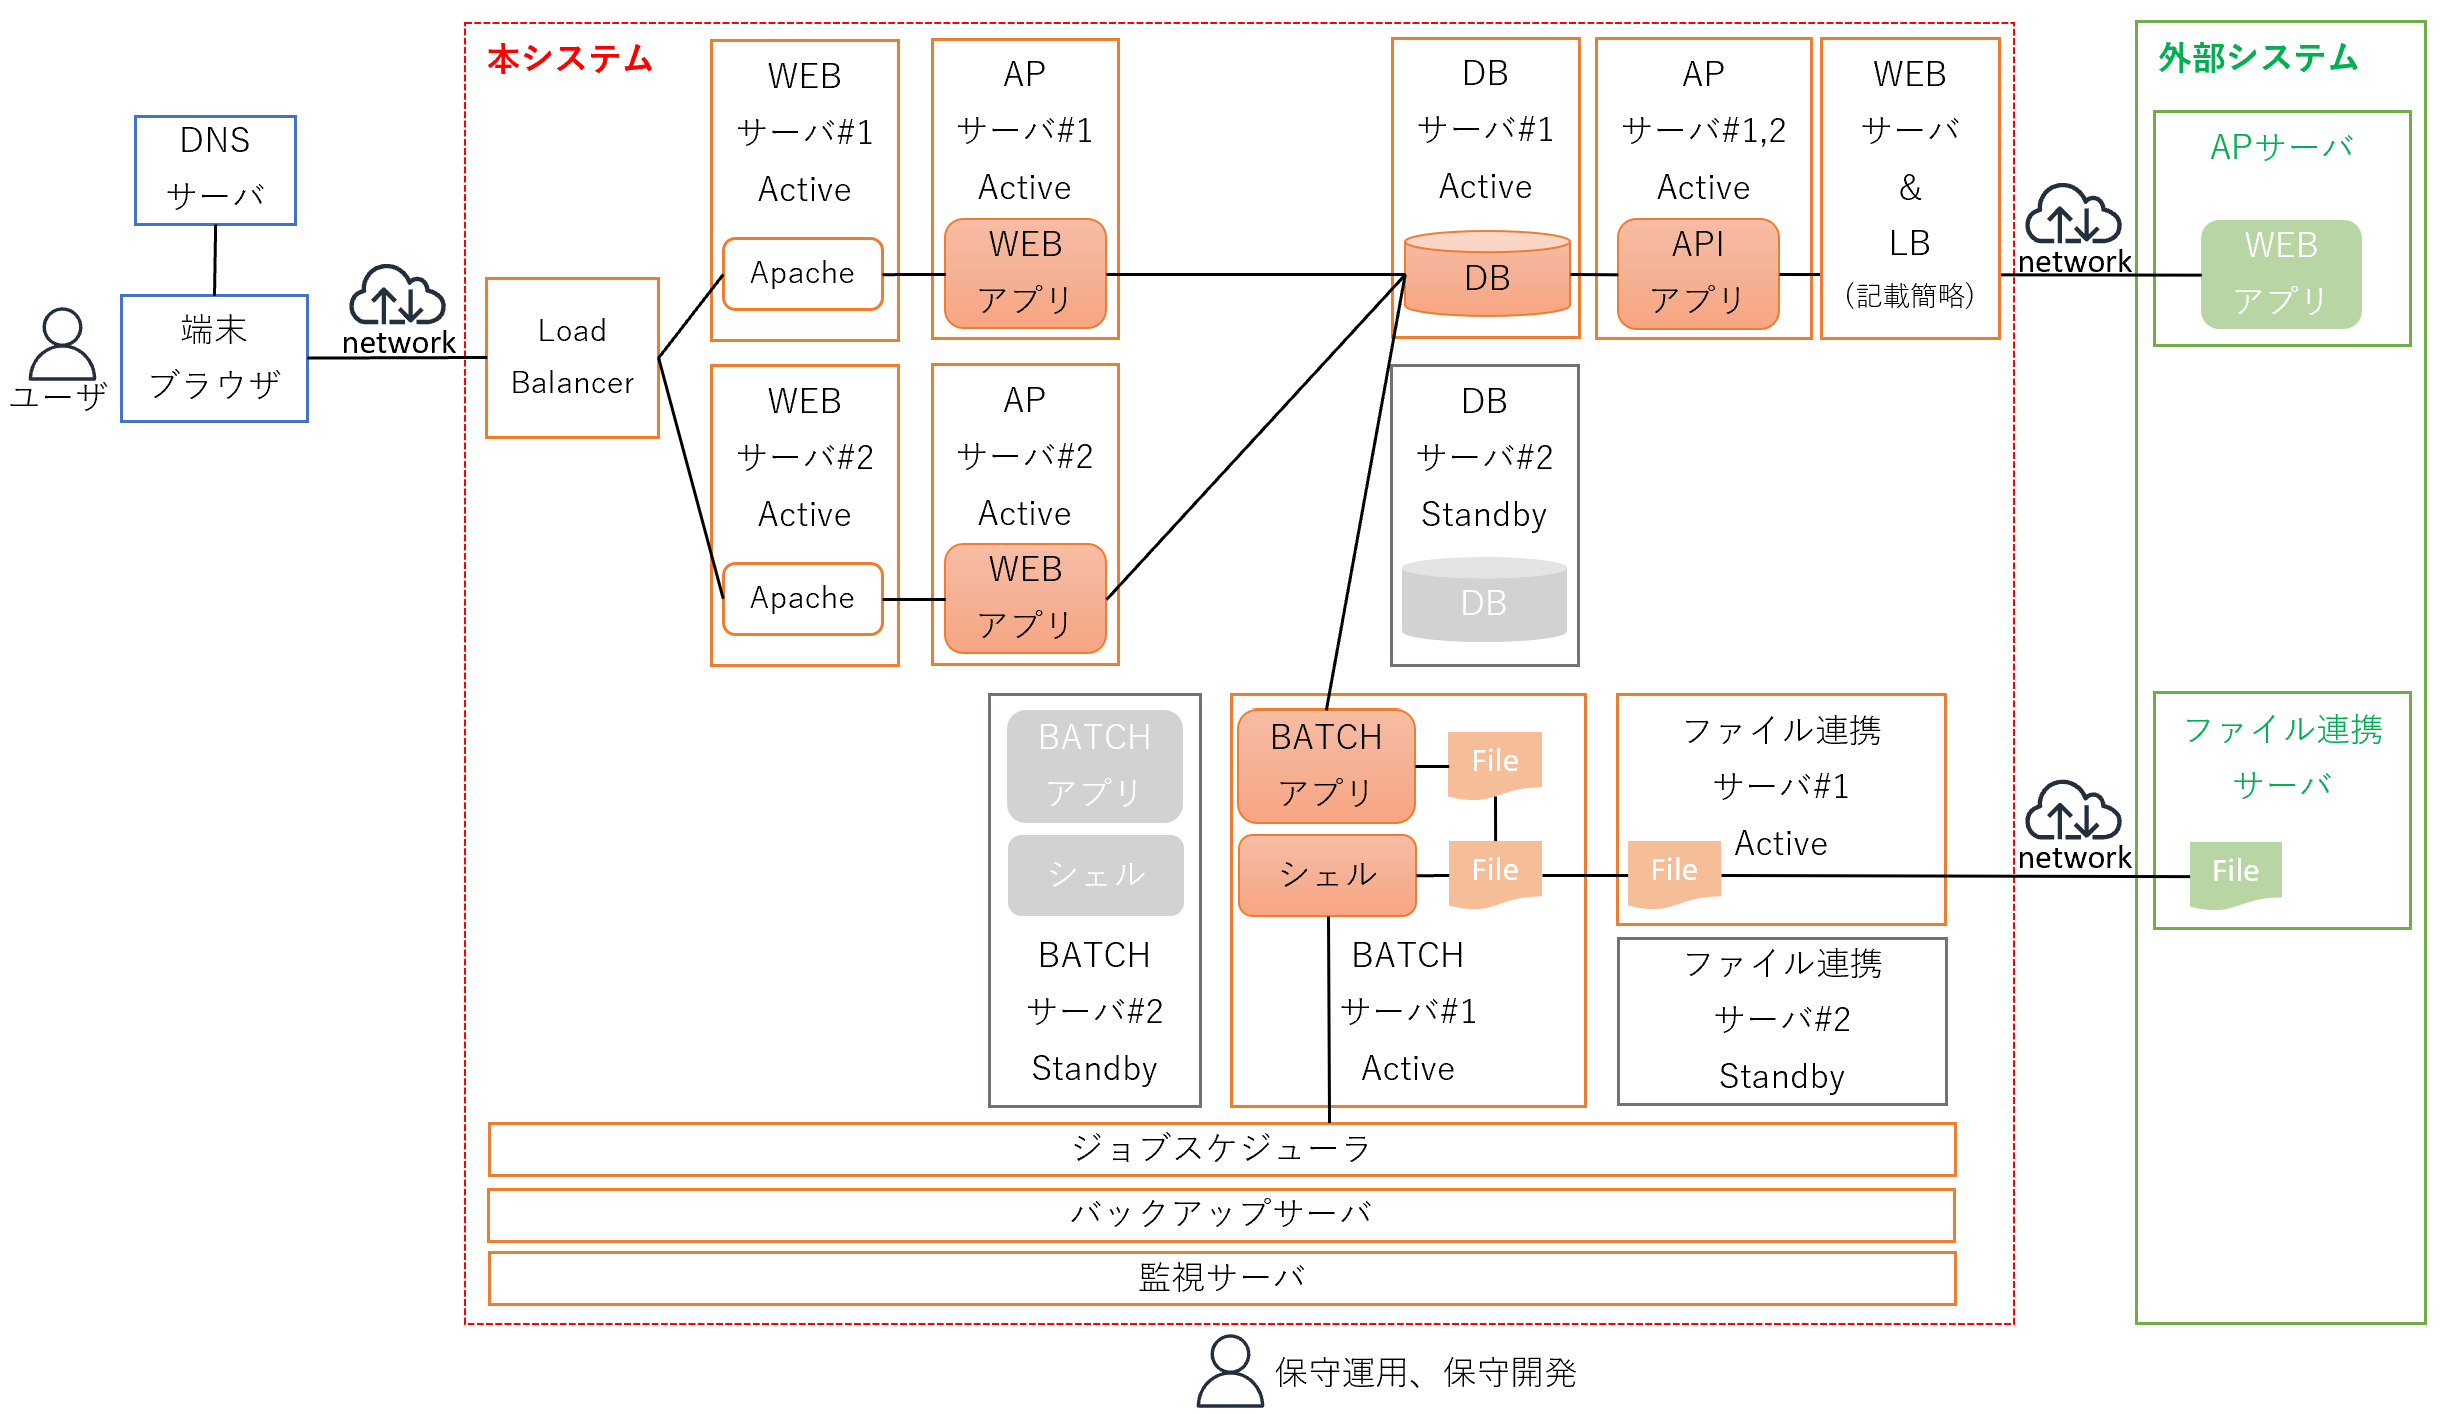 本システム
外部システム
DNS
サーバ
端末
ブラウザ
ユーザ
network
Load
Balancer
WEB
サーバ#1
Active
Apache
AP
サーバ#1
Active
WEB
アプリ
WEB
サーバ#2
Active
Apache
AP
サーバ#2
Active
WEB
アプリ
DB
サーバ#1
Active
DB
AP
サーバ#1,2
Active
API
アプリ
WEB
サーバ
&
LB
（記載簡略）
network
APサーバ
WEB
アプリ
DB
サーバ#2
Standby
DB
BATCH
アプリ
シェル
BATCH
サーバ#2
Standby
BATCH
アプリ
シェル
File
File
BATCH
サーバ#1
Active
ファイル連携
サーバ#1
Active
File
ファイル連携
サーバ#2
Standby
network
ファイル連携
サーバ
File
ジョブスケジューラ
バックアップサーバ
監視サーバ
保守運用、保守開発